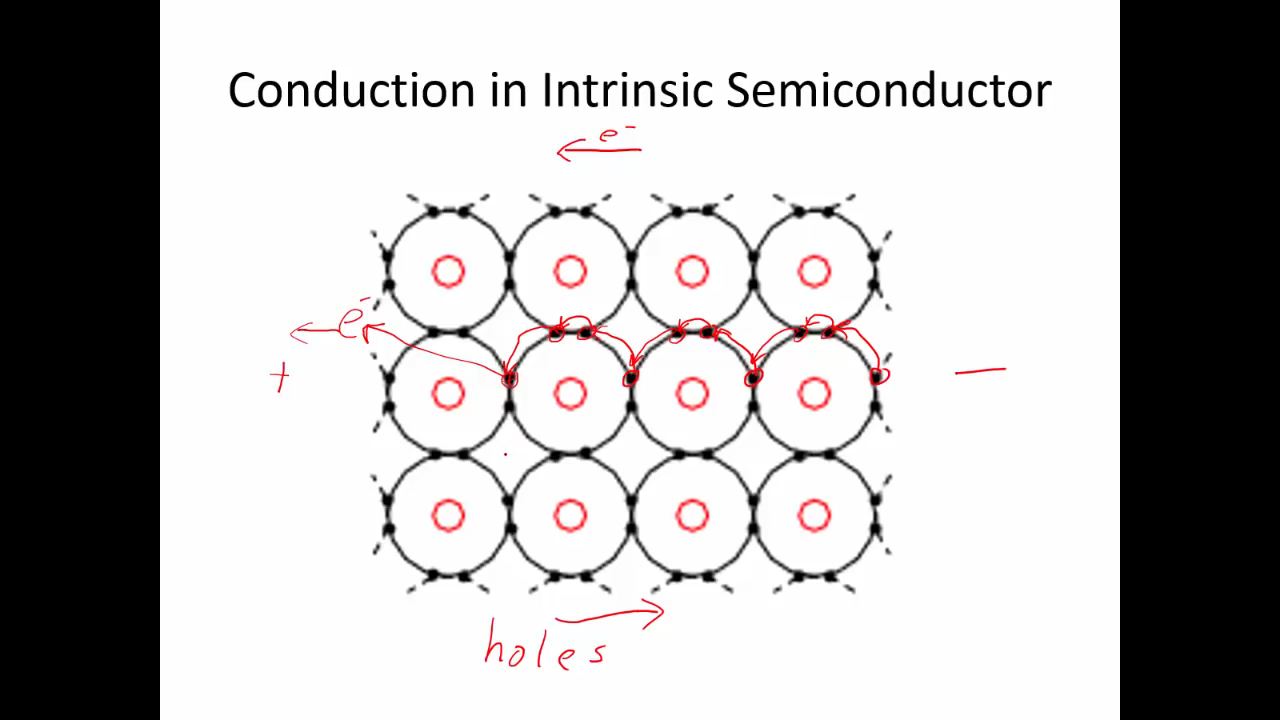 Conduction in Intrinsic Semiconductor
e⁻
e⁻
+
—
holes